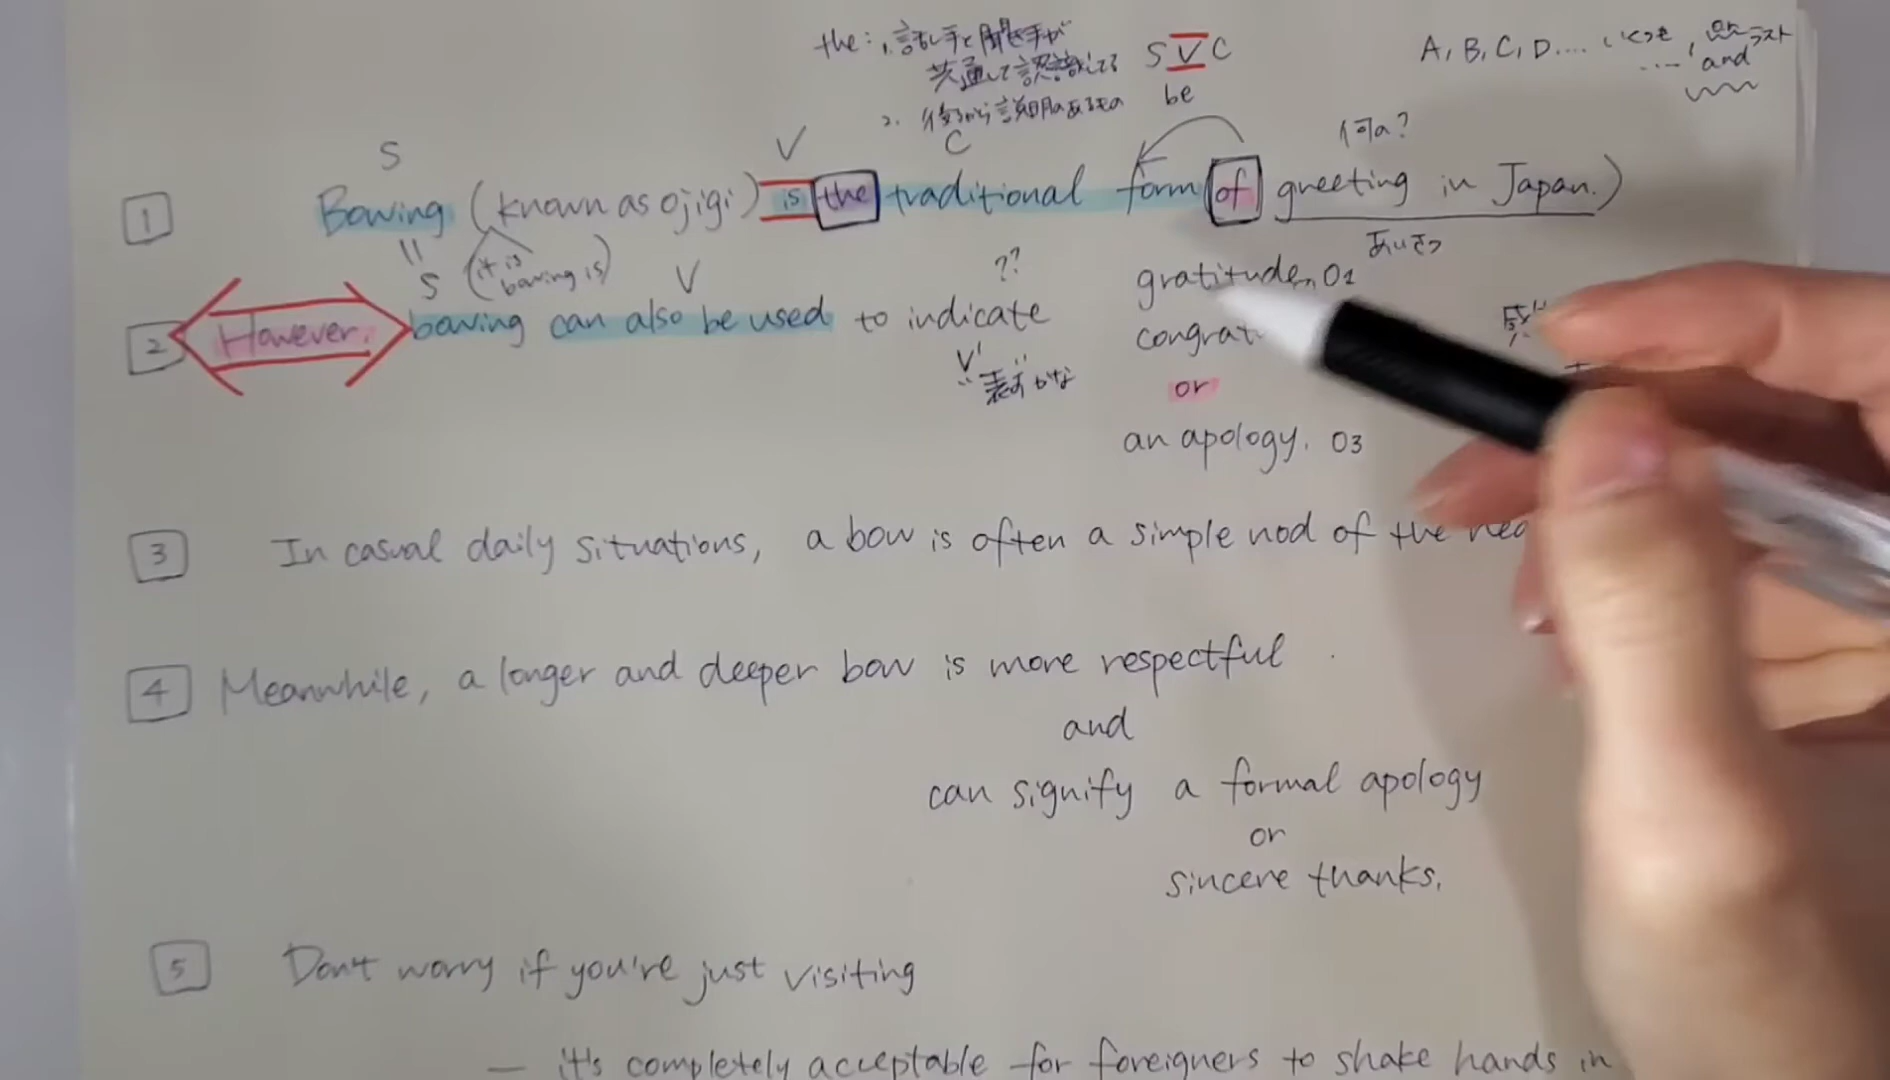 the: 1. 話し手と聞き手が
共通して認識してる
2. 後ろから説明あるもの
S V C
be
A, B, C, D.... いくつも,
..... , and
S V C 何の?
1 Bowing (known as ojigi) is the traditional form of greeting in Japan.)
あいさつ
(it is
bowing is)
S V ??
2 However, bowing can also be used to indicate gratitude, O1
V' "表すかな"
or
an apology. O3
3 In casual daily situations, a bow is often a simple nod of the
4 Meanwhile, a longer and deeper bow is more respectful
and
can signify a formal apology
or
sincere thanks.
5 Don't worry if you're just visiting
— it's completely acceptable for foreigners to shake hands in